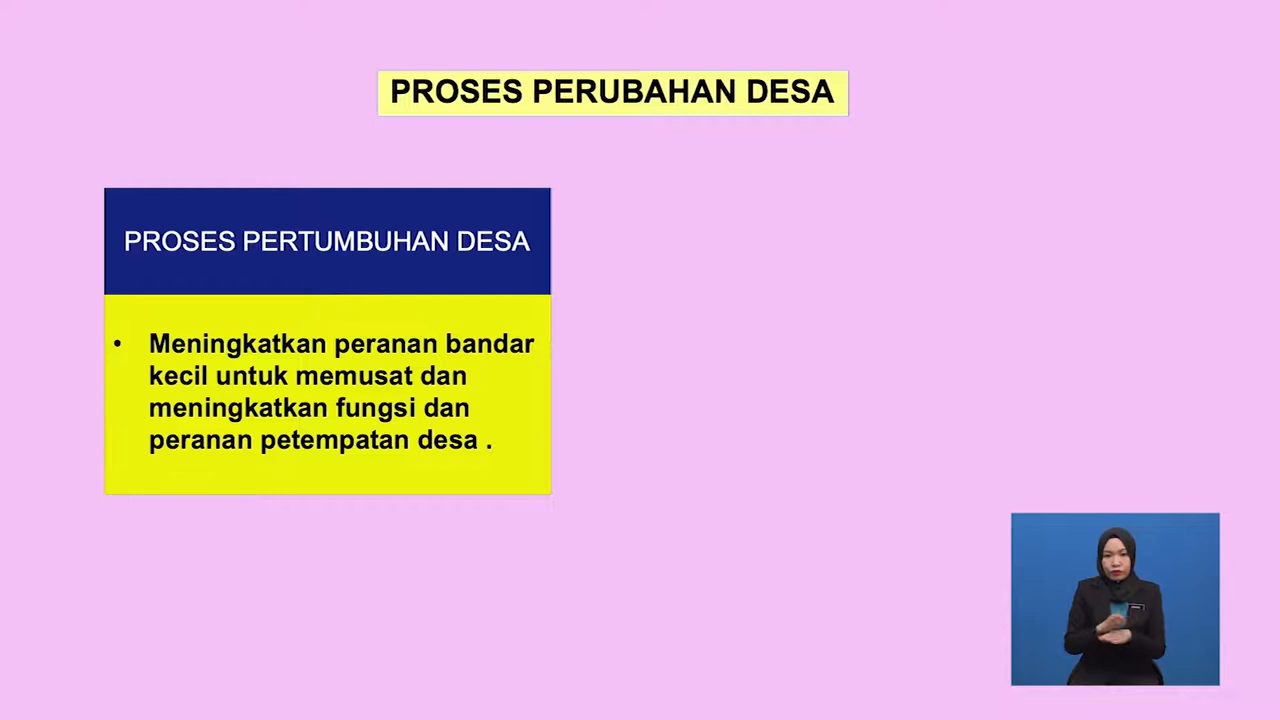 PROSES PERUBAHAN DESA
PROSES PERTUMBUHAN DESA
• Meningkatkan peranan bandar
kecil untuk memusat dan
meningkatkan fungsi dan
peranan petempatan desa .